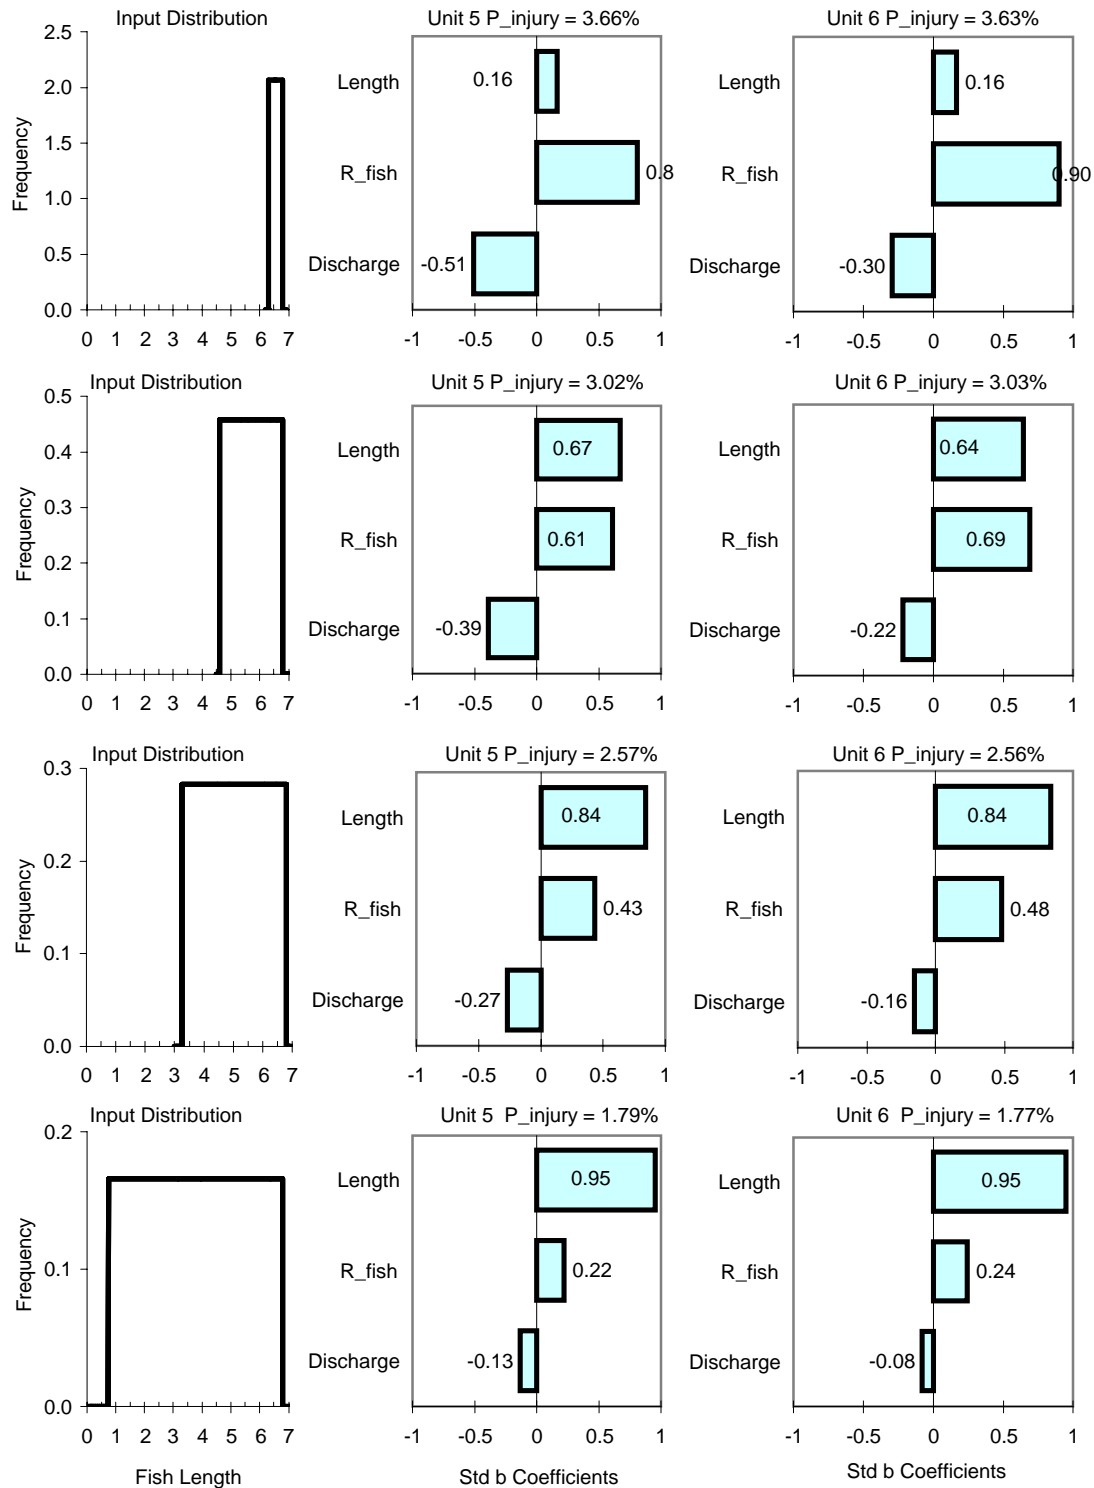 Input Distribution
2.5
2.0
1.5
1.0
0.5
0.0
Frequency
0 1 2 3 4 5 6 7
Unit 5 P_injury = 3.66%
Length
0.16
R_fish
0.8
Discharge
-0.51
-1 -0.5 0 0.5 1
Unit 6 P_injury = 3.63%
Length
0.16
R_fish
0.90
Discharge
-0.30
-1 -0.5 0 0.5 1
Input Distribution
0.5
0.4
0.3
0.2
0.1
0.0
Frequency
0 1 2 3 4 5 6 7
Unit 5 P_injury = 3.02%
Length
0.67
R_fish
0.61
Discharge
-0.39
-1 -0.5 0 0.5 1
Unit 6 P_injury = 3.03%
Length
0.64
R_fish
0.69
Discharge
-0.22
-1 -0.5 0 0.5 1
Input Distribution
0.3
0.2
0.1
0.0
Frequency
0 1 2 3 4 5 6 7
Unit 5 P_injury = 2.57%
Length
0.84
R_fish
0.43
Discharge
-0.27
-1 -0.5 0 0.5 1
Unit 6 P_injury = 2.56%
Length
0.84
R_fish
0.48
Discharge
-0.16
-1 -0.5 0 0.5 1
Input Distribution
0.2
0.1
0.0
Frequency
0 1 2 3 4 5 6 7
Fish Length
Unit 5 P_injury = 1.79%
Length
0.95
R_fish
0.22
Discharge
-0.13
-1 -0.5 0 0.5 1
Std b Coefficients
Unit 6 P_injury = 1.77%
Length
0.95
R_fish
0.24
Discharge
-0.08
-1 -0.5 0 0.5 1
Std b Coefficients